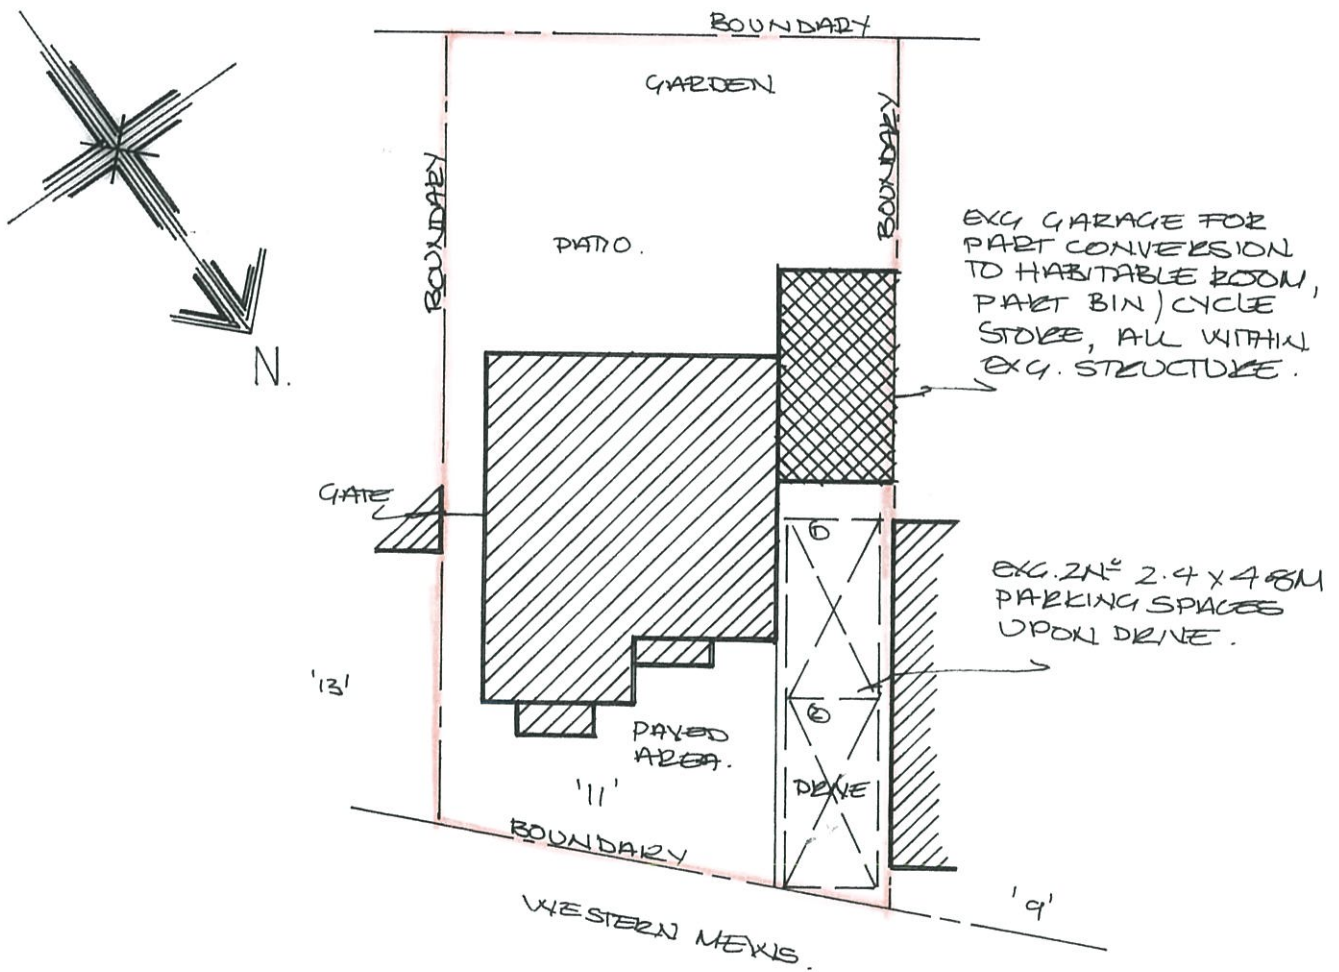 BOUNDARY
GARDEN
BOUNDARY
BOUNDARY
PATIO.
N.
EXG GARAGE FOR
PART CONVERSION
TO HABITABLE ROOM,
PART BIN/CYCLE
STORE, ALL WITHIN
EXG. STRUCTURE.
GATE
①
EXG. 2Nº 2.4 x 4.8M
PARKING SPACES
UPON DRIVE.
'13'
②
PAVED
AREA.
DRIVE
'11'
BOUNDARY
'9'
WESTERN MEWS.